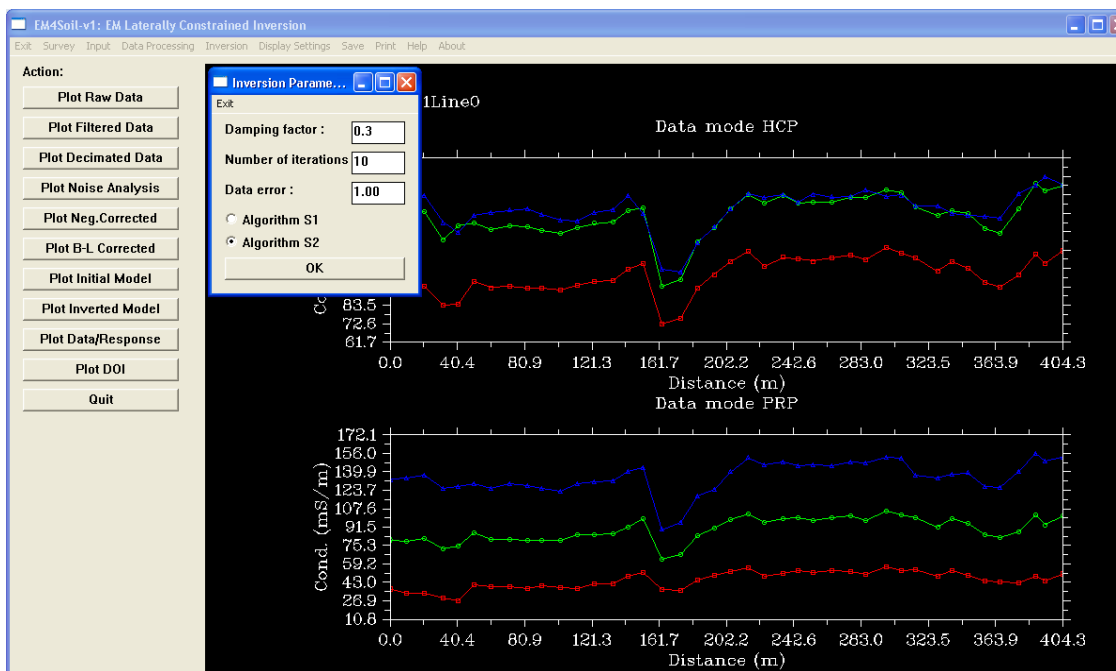 EM4Soil-v1: EM Laterally Constrained Inversion
Exit Survey Input Data Processing Inversion Display Settings Save Print Help About
Action:
Plot Raw Data
Plot Filtered Data
Plot Decimated Data
Plot Noise Analysis
Plot Neg.Corrected
Plot B-L Corrected
Plot Initial Model
Plot Inverted Model
Plot Data/Response
Plot DOI
Quit
Inversion Parame...
Exit
Damping factor : 0.3
Number of iterations 10
Data error : 1.00
Algorithm S1
Algorithm S2
OK
1Line0
Data mode HCP
83.5
72.6
61.7
0.0 40.4 80.9 121.3 161.7 202.2 242.6 283.0 323.5 363.9 404.3
Distance (m)
Data mode PRP
Cond. (mS/m)
172.1
156.0
139.9
123.7
107.6
91.5
75.3
59.2
43.0
26.9
10.8
0.0 40.4 80.9 121.3 161.7 202.2 242.6 283.0 323.5 363.9 404.3
Distance (m)